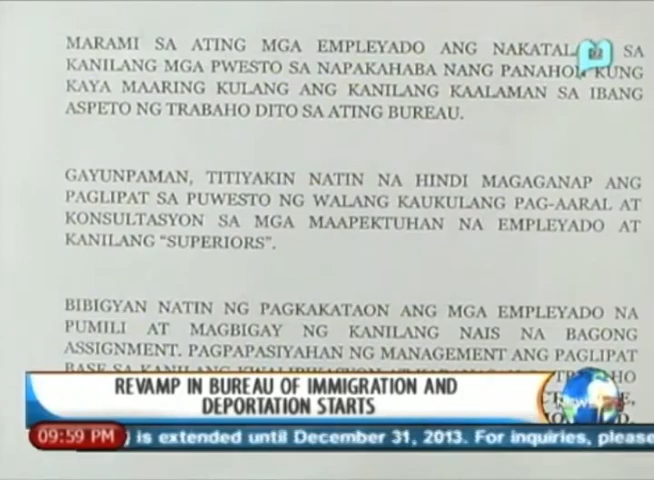 MARAMI SA ATING MGA EMPLEYADO ANG SA
KANILANG MGA PWESTO SA NAPAKAHABA NANG PANAHON KUNG
KAYA MAARING KULANG ANG KANILANG KAALAMAN SA IBANG
ASPETO NG TRABAHO DITO SA ATING BUREAU.
GAYUNPAMAN, TITIYAKIN NATIN NA HINDI MAGAGANAP ANG
PAGLIPAT SA PUWESTO NG WALANG KAUKULANG PAG-AARAL AT
KONSULTASYON SA MGA MAAPEKTUHAN NA EMPLEYADO AT
KANILANG “SUPERIORS”.
BIBIGYAN NATIN NG PAGKAKATAON ANG MGA EMPLEYADO NA
PUMILI AT MAGBIGAY NG KANILANG NAIS NA BAGONG
ASSIGNMENT. PAGPAPASIYAHAN NG MANAGEMENT ANG PAGLIPAT
BASE SA KANILANG
REVAMP IN BUREAU OF IMMIGRATION AND
DEPORTATION STARTS
09:59 PM ) is extended until December 31, 2013. For inquiries, please